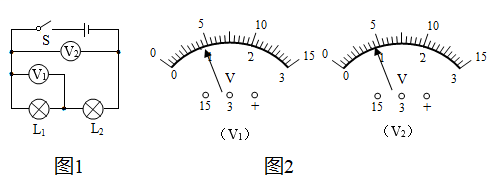 S
V₂
V₁
L₁
L₂
图1
0 5 10 15
0 1 2 3
V
15 3 +
(V₁)
0 5 10 15
0 1 2 3
V
15 3 +
(V₂)
图2